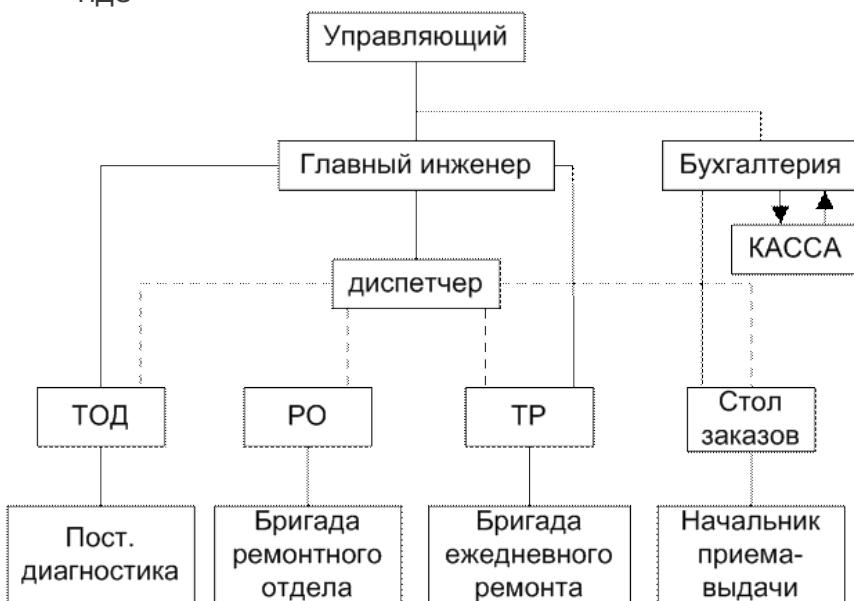 Управляющий
Главный инженер
Бухгалтерия
КАССА
диспетчер
ТОД
РО
ТР
Стол
заказов
Пост.
диагностика
Бригада
ремонтного
отдела
Бригада
ежедневного
ремонта
Начальник
приема-
выдачи